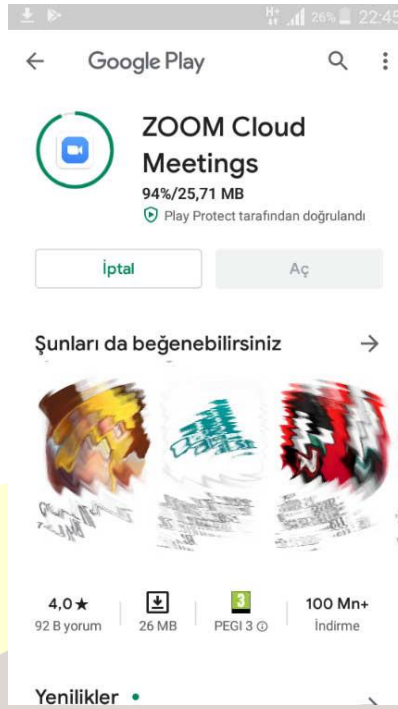 H+ 26% 22:45
Google Play
ZOOM Cloud
Meetings
94%/25,71 MB
Play Protect tarafından doğrulandı
İptal
Aç
Şunları da beğenebilirsiniz
4,0★
92 B yorum
26 MB
3
PEGI 3
100 Mn+
İndirme
Yenilikler